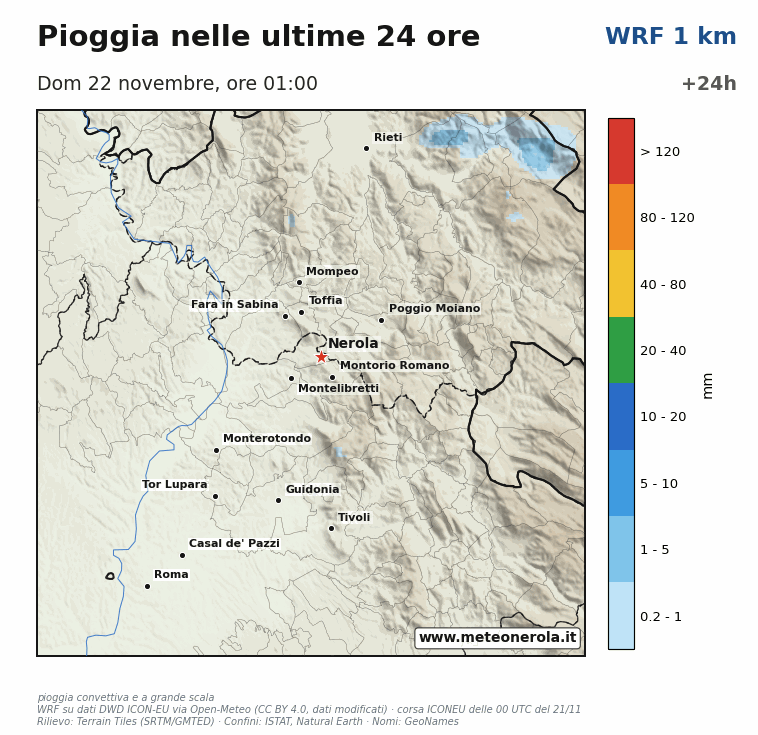 Pioggia nelle ultime 24 ore
WRF 1 km
Dom 22 novembre, ore 01:00
+24h
Rieti
Mompeo
Fara in Sabina
Toffia
Poggio Moiano
Nerola
Montorio Romano
Montelibretti
Monterotondo
Tor Lupara
Guidonia
Tivoli
Casal de' Pazzi
Roma
www.meteonerola.it
> 120
80 - 120
40 - 80
20 - 40
10 - 20
5 - 10
1 - 5
0.2 - 1
mm
pioggia convettiva e a grande scala
WRF su dati DWD ICON-EU via Open-Meteo (CC BY 4.0, dati modificati) · corsa ICONEU delle 00 UTC del 21/11
Rilievo: Terrain Tiles (SRTM/GMTED) · Confini: ISTAT, Natural Earth · Nomi: GeoNames